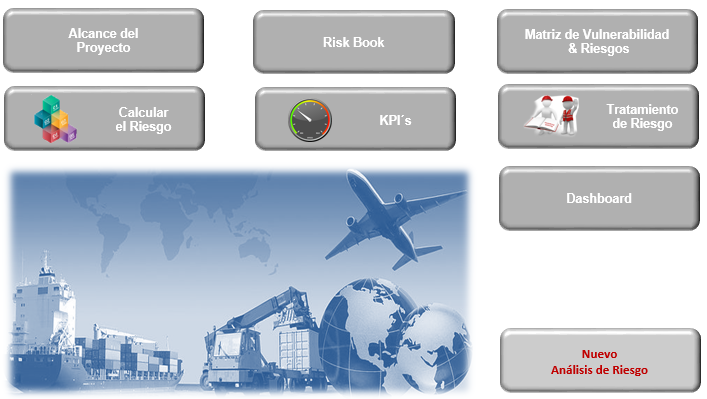 Alcance del
Proyecto
Risk Book
Matriz de Vulnerabilidad
& Riesgos
Calcular
el Riesgo
KPI´s
Tratamiento
de Riesgo
Dashboard
Nuevo
Análisis de Riesgo